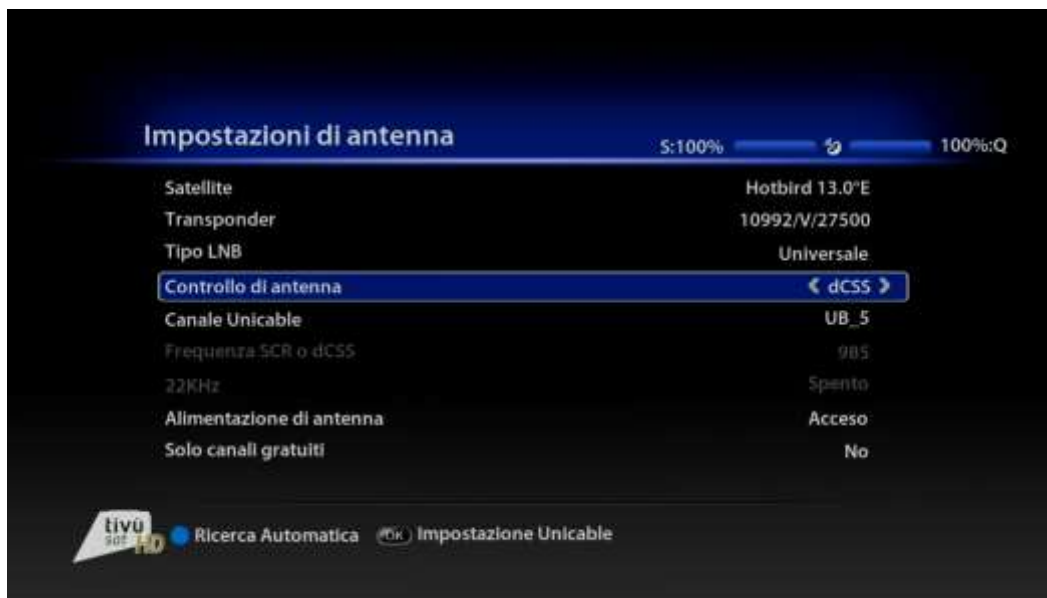 Impostazioni di antenna
S:100% 100%:Q
Satellite Hotbird 13.0°E
Transponder 10992/V/27500
Tipo LNB Universale
Controllo di antenna dCSS
Canale Unicable UB_5
Frequenza SCR o dCSS 985
22KHz Spento
Alimentazione di antenna Acceso
Solo canali gratuiti No
tivù
sat HD
Ricerca Automatica OK Impostazione Unicable